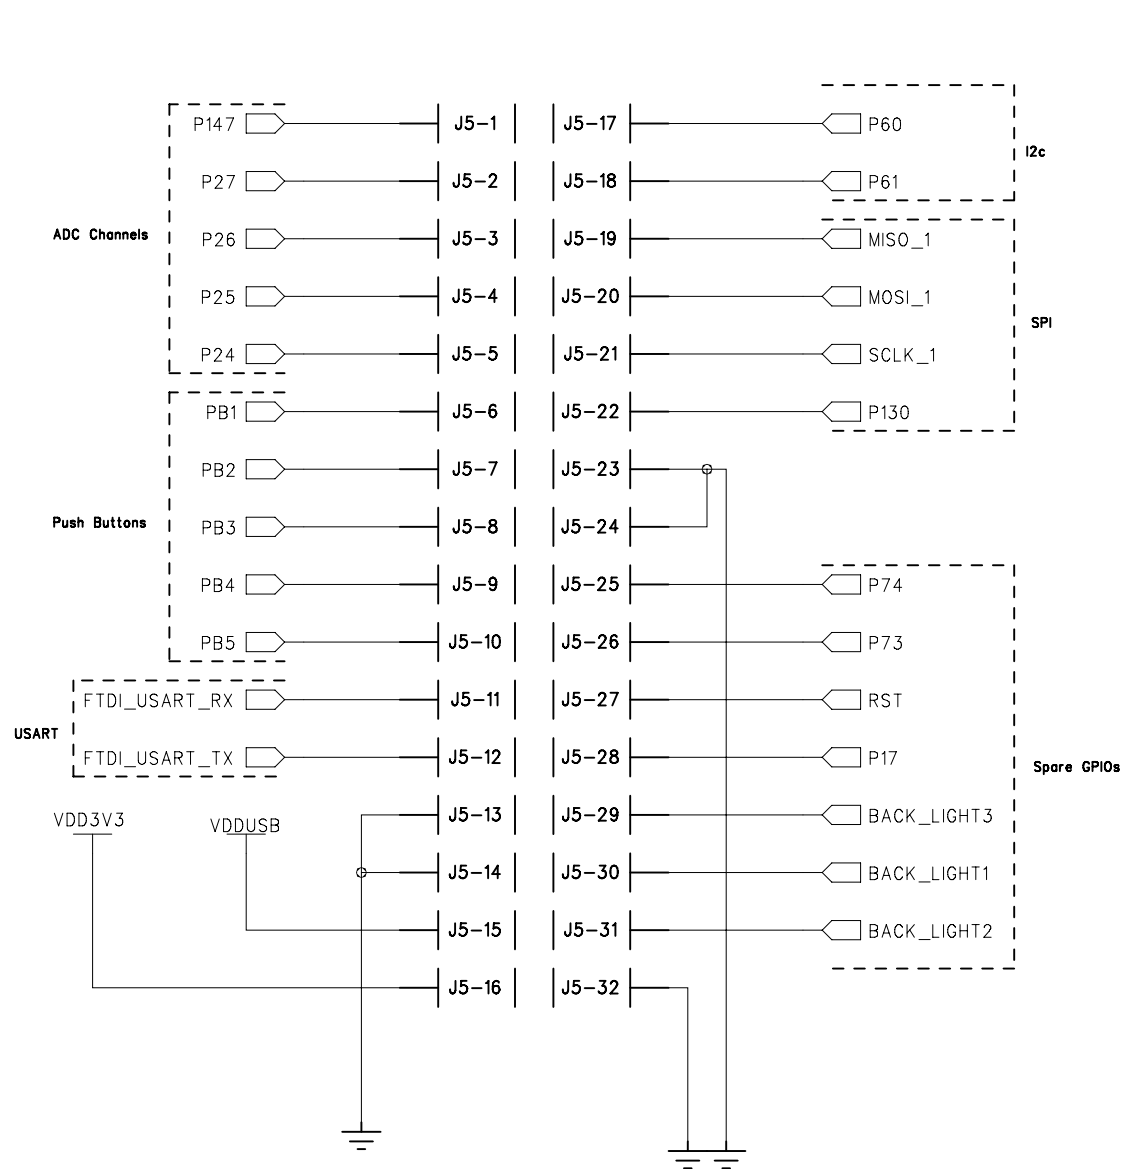 P147 J5-1 J5-17 P60
I2c
P27 J5-2 J5-18 P61
ADC Channels
P26 J5-3 J5-19 MISO_1
P25 J5-4 J5-20 MOSI_1
SPI
P24 J5-5 J5-21 SCLK_1
PB1 J5-6 J5-22 P130
PB2 J5-7 J5-23
Push Buttons
PB3 J5-8 J5-24
PB4 J5-9 J5-25 P74
PB5 J5-10 J5-26 P73
FTDI_USART_RX J5-11 J5-27 RST
USART
FTDI_USART_TX J5-12 J5-28 P17
Spare GPIOs
VDD3V3 VDDUSB J5-13 J5-29 BACK_LIGHT3
J5-14 J5-30 BACK_LIGHT1
J5-15 J5-31 BACK_LIGHT2
J5-16 J5-32